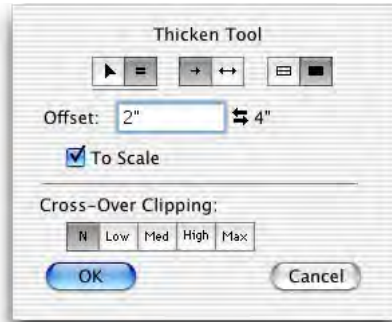 Thicken Tool
Offset: 2" 4"
To Scale
Cross-Over Clipping:
N Low Med High Max
OK Cancel